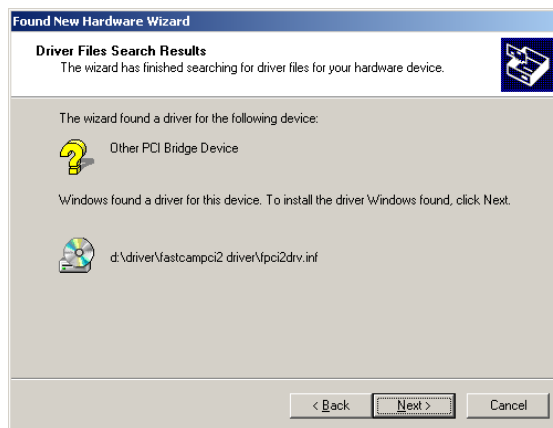 Found New Hardware Wizard
Driver Files Search Results
The wizard has finished searching for driver files for your hardware device.
The wizard found a driver for the following device:
Other PCI Bridge Device
Windows found a driver for this device. To install the driver Windows found, click Next.
d:\driver\fastcampci2 driver\fpci2drv.inf
< Back
Next >
Cancel